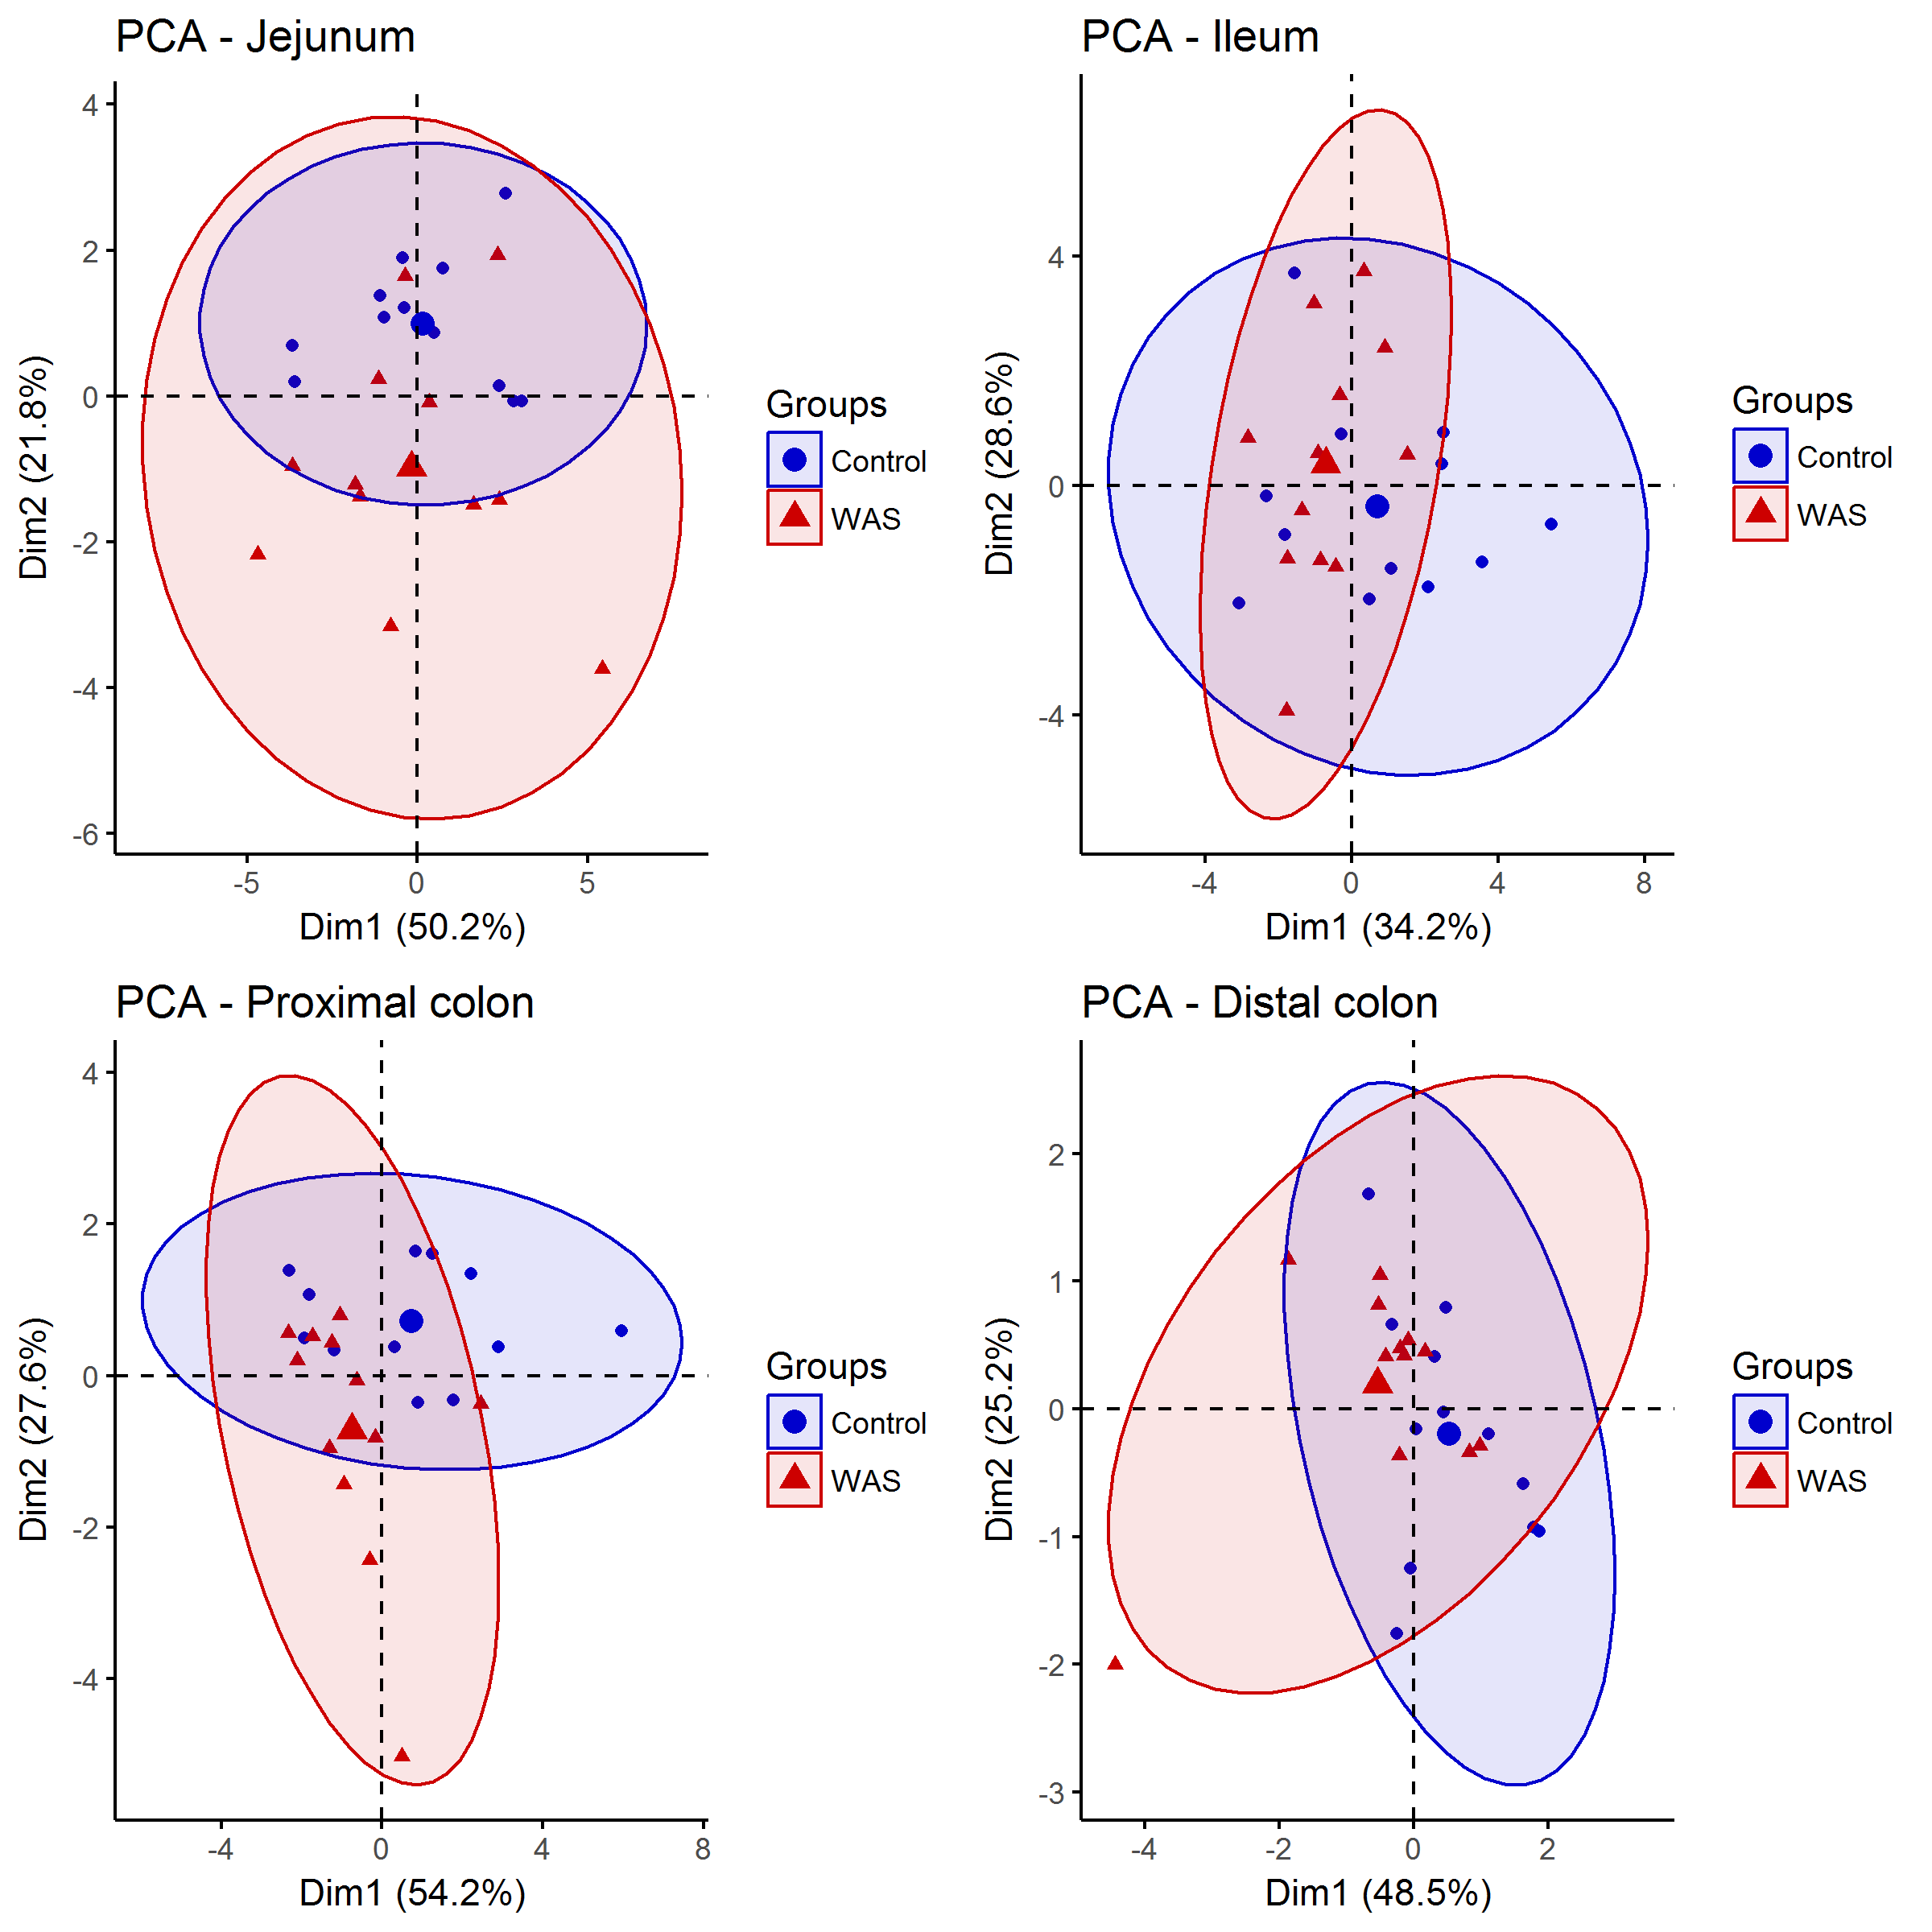 PCA - Jejunum
4
2
0
-2
-4
-6
Dim2 (21.8%)
-5 0 5
Dim1 (50.2%)
Groups
Control
WAS
PCA - Ileum
4
0
-4
Dim2 (28.6%)
-4 0 4 8
Dim1 (34.2%)
Groups
Control
WAS
PCA - Proximal colon
4
2
0
-2
-4
Dim2 (27.6%)
-4 0 4 8
Dim1 (54.2%)
Groups
Control
WAS
PCA - Distal colon
2
1
0
-1
-2
-3
Dim2 (25.2%)
-4 -2 0 2
Dim1 (48.5%)
Groups
Control
WAS